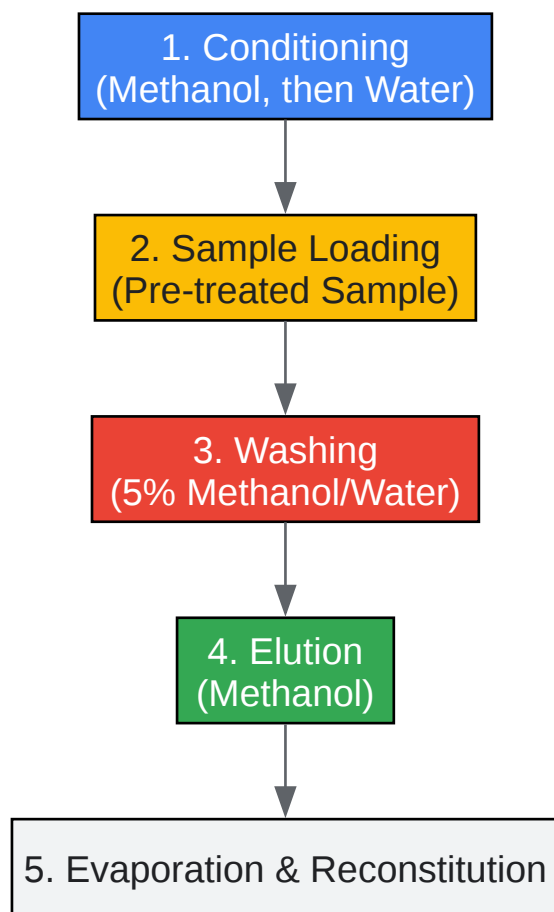 1. Conditioning
(Methanol, then Water)
2. Sample Loading
(Pre-treated Sample)
3. Washing
(5% Methanol/Water)
4. Elution
(Methanol)
5. Evaporation & Reconstitution